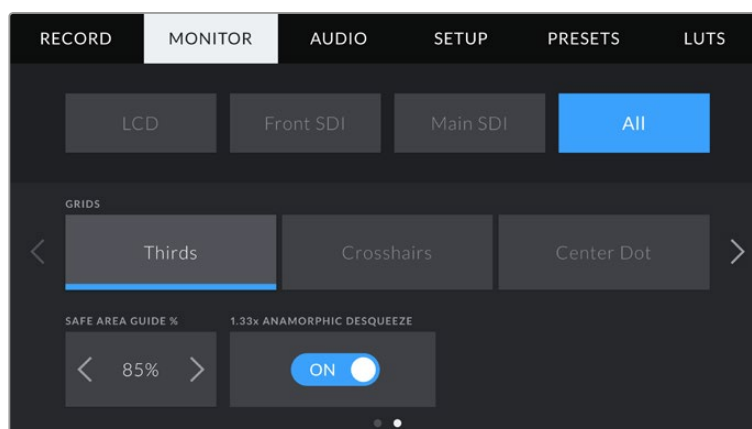 RECORD MONITOR AUDIO SETUP PRESETS LUTS
LCD Front SDI Main SDI All
GRIDS
Thirds Crosshairs Center Dot
SAFE AREA GUIDE % 1.33x ANAMORPHIC DESQUEEZE
85% ON